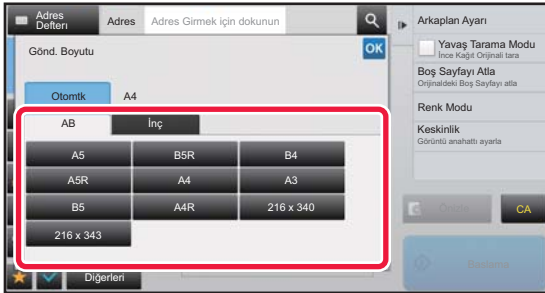 Adres Defterı
Adres
Adres Girmek için dokunun
Gönd. Boyutu
OK
Otomtk
A4
AB
İnç
A5
B5R
B4
A5R
A4
A3
B5
A4R
216 x 340
216 x 343
Diğerleri
Arkaplan Ayarı
Yavaş Tarama Modu
İnce Kağıt Orijinali tara
Boş Sayfayı Atla
Orijinaldeki Boş Sayfayı atla
Renk Modu
Keskinlik
Görüntü anahattı ayarla
CA